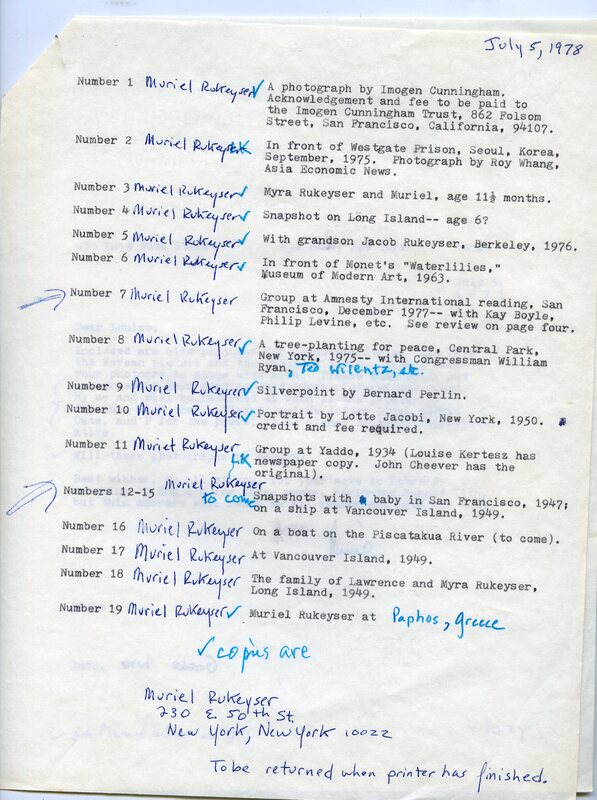 July 5, 1978
Number 1 Muriel Rukeyser ✓ A photograph by Imogen Cunningham.
Acknowledgement and fee to be paid to
the Imogen Cunningham Trust, 862 Folsom
Street, San Francisco, California, 94107.
Number 2 Muriel Rukeyser LK In front of Westgate Prison, Seoul, Korea,
September, 1975. Photograph by Roy Whang,
Asia Economic News.
Number 3 Muriel Rukeyser ✓ Myra Rukeyser and Muriel, age 11½ months.
Number 4 Muriel Rukeyser ✓ Snapshot on Long Island-- age 6?
Number 5 Muriel Rukeyser ✓ With grandson Jacob Rukeyser, Berkeley, 1976.
Number 6 Muriel Rukeyser ✓ In front of Monet's "Waterlilies,"
Museum of Modern Art, 1963.
Number 7 Muriel Rukeyser Group at Amnesty International reading, San
Francisco, December 1977-- with Kay Boyle,
Philip Levine, etc. See review on page four.
Number 8 Muriel Rukeyser ✓ A tree-planting for peace, Central Park,
New York, 1975-- with Congressman William
Ryan, Ted Wilentz, etc.
Number 9 Muriel Rukeyser ✓ Silverpoint by Bernard Perlin.
Number 10 Muriel Rukeyser ✓ Portrait by Lotte Jacobi, New York, 1950.
credit and fee required.
Number 11 Muriel Rukeyser LK Group at Yaddo, 1934 (Louise Kertesz has
newspaper copy. John Cheever has the
original).
Numbers 12-15 Muriel Rukeyser to come Snapshots with baby in San Francisco, 1947;
on a ship at Vancouver Island, 1949.
Number 16 Muriel Rukeyser On a boat on the Piscatakua River (to come).
Number 17 Muriel Rukeyser At Vancouver Island, 1949.
Number 18 Muriel Rukeyser The family of Lawrence and Myra Rukeyser,
Long Island, 1949.
Number 19 Muriel Rukeyser ✓ Muriel Rukeyser at Paphos, Greece
✓ copies are
Muriel Rukeyser
230 E. 50th St.
New York, New York 10022
To be returned when printer has finished.